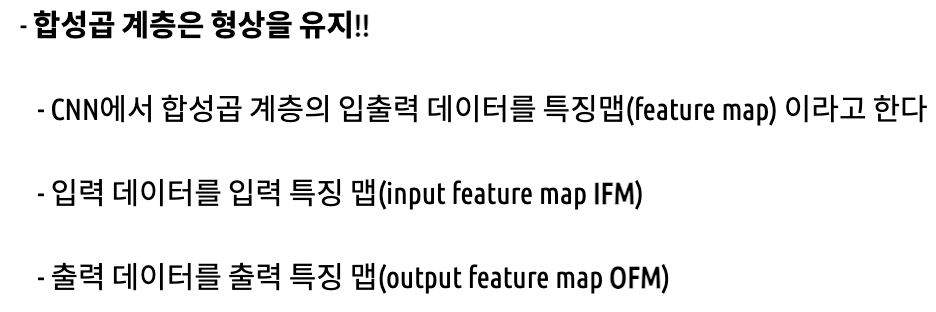 - 합성곱 계층은 형상을 유지!!
- CNN에서 합성곱 계층의 입출력 데이터를 특징맵(feature map) 이라고 한다
- 입력 데이터를 입력 특징 맵(input feature map IFM)
- 출력 데이터를 출력 특징 맵(output feature map OFM)